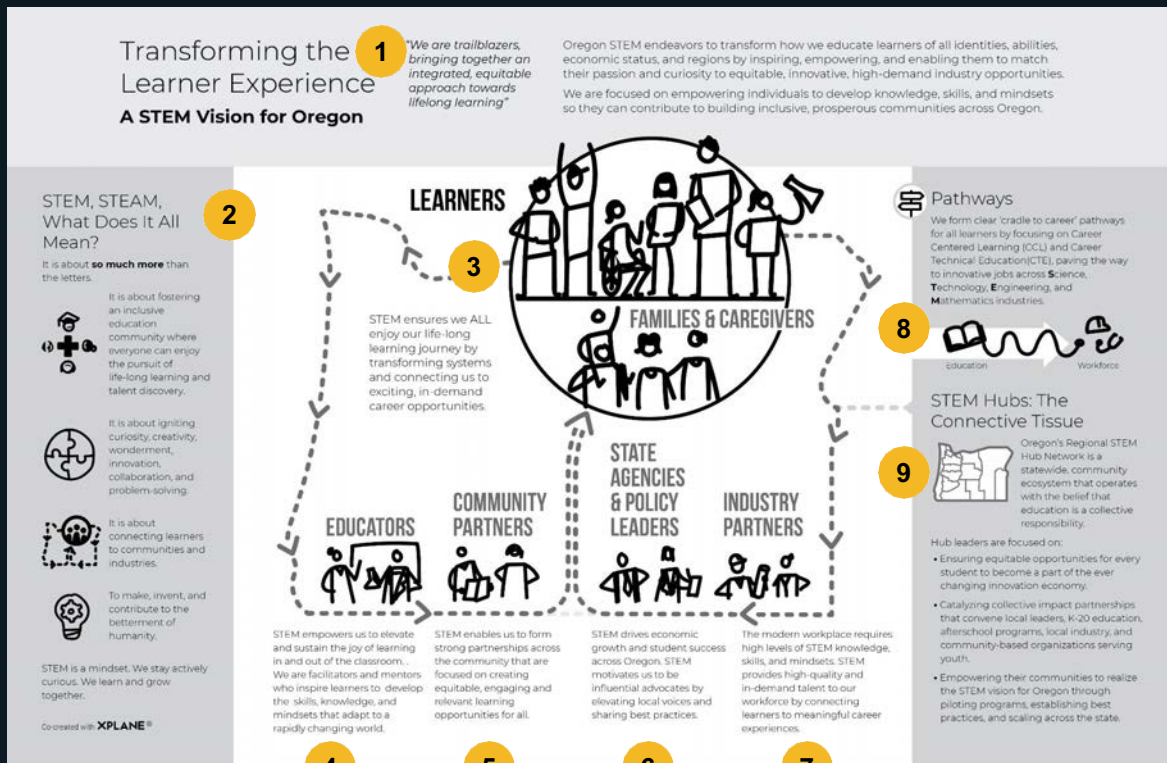 Transforming the
Learner Experience
A STEM Vision for Oregon
1
"We are trailblazers,
bringing together an
integrated, equitable
approach towards
lifelong learning"
Oregon STEM endeavors to transform how we educate learners of all identities, abilities,
economic status, and regions by inspiring, empowering, and enabling them to match
their passion and curiosity to equitable, innovative, high-demand industry opportunities.
We are focused on empowering individuals to develop knowledge, skills, and mindsets
so they can contribute to building inclusive, prosperous communities across Oregon.
STEM, STEAM,
What Does It All
Mean?
2
It is about so much more than
the letters.
It is about fostering
an inclusive
education
community where
everyone can enjoy
the pursuit of
life-long learning and
talent discovery.
It is about igniting
curiosity, creativity,
wonderment,
innovation,
collaboration, and
problem-solving.
It is about
connecting learners
to communities and
industries.
To make, invent, and
contribute to the
betterment of
humanity.
STEM is a mindset. We stay actively
curious. We learn and grow
together.
Co-created with XPLANE®
LEARNERS
3
STEM ensures we ALL
enjoy our life-long
learning journey by
transforming systems
and connecting us to
exciting, in-demand
career opportunities.
FAMILIES & CAREGIVERS
EDUCATORS
STEM empowers us to elevate
and sustain the joy of learning
in and out of the classroom. .
We are facilitators and mentors
who inspire learners to develop
the skills, knowledge, and
mindsets that adapt to a
rapidly changing world.
4
COMMUNITY
PARTNERS
STEM enables us to form
strong partnerships across
the community that are
focused on creating
equitable, engaging and
relevant learning
opportunities for all.
5
STATE
AGENCIES
& POLICY
LEADERS
STEM drives economic
growth and student success
across Oregon. STEM
motivates us to be
influential advocates by
elevating local voices and
sharing best practices.
6
INDUSTRY
PARTNERS
The modern workplace requires
high levels of STEM knowledge,
skills, and mindsets. STEM
provides high-quality and
in-demand talent to our
workforce by connecting
learners to meaningful career
experiences.
7
Pathways
We form clear 'cradle to career' pathways
for all learners by focusing on Career
Centered Learning (CCL) and Career
Technical Education(CTE), paving the way
to innovative jobs across Science,
Technology, Engineering, and
Mathematics industries.
8
Education
Workforce
STEM Hubs: The
Connective Tissue
9
Oregon's Regional STEM
Hub Network is a
statewide, community
ecosystem that operates
with the belief that
education is a collective
responsibility.
Hub leaders are focused on:
• Ensuring equitable opportunities for every
student to become a part of the ever
changing innovation economy.
• Catalyzing collective impact partnerships
that convene local leaders, K-20 education,
afterschool programs, local industry, and
community-based organizations serving
youth.
• Empowering their communities to realize
the STEM vision for Oregon through
piloting programs, establishing best
practices, and scaling across the state.